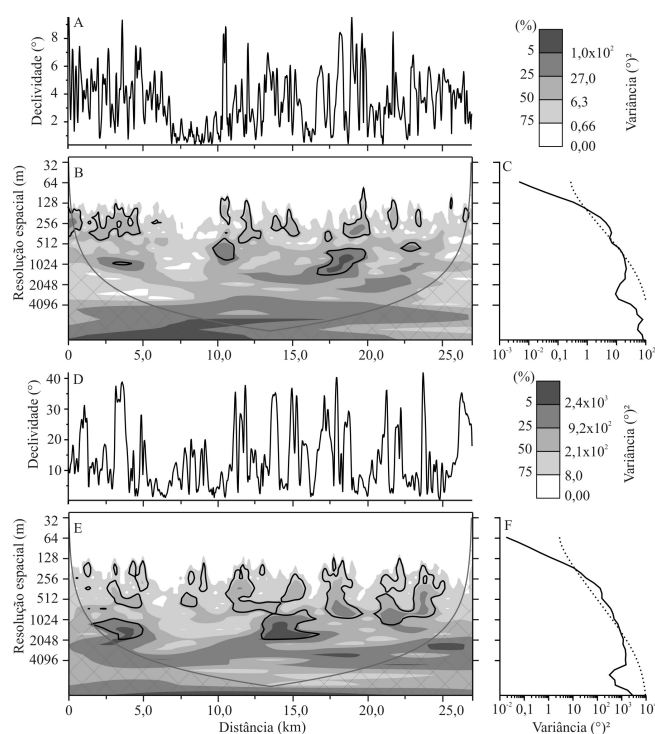 A
Declividade (°)
8
6
4
2
(%)
5
25
50
75
1,0x10²
27,0
6,3
0,66
0,00
Variância (°)²
B
Resolução espacial (m)
32
64
128
256
512
1024
2048
4096
0 5,0 10,0 15,0 20,0 25,0
C
10⁻³ 10⁻² 1 10 10² 10³
D
Declividade (°)
40
30
20
10
(%)
5
25
50
75
2,4x10³
9,2x10²
2,1x10²
8,0
0,00
Variância (°)²
E
Resolução espacial (m)
32
64
128
256
512
1024
2048
4096
0 5,0 10,0 15,0 20,0 25,0
Distância (km)
F
10⁻² 0,1 1 10 10² 10³ 10⁴
Variância (°)²